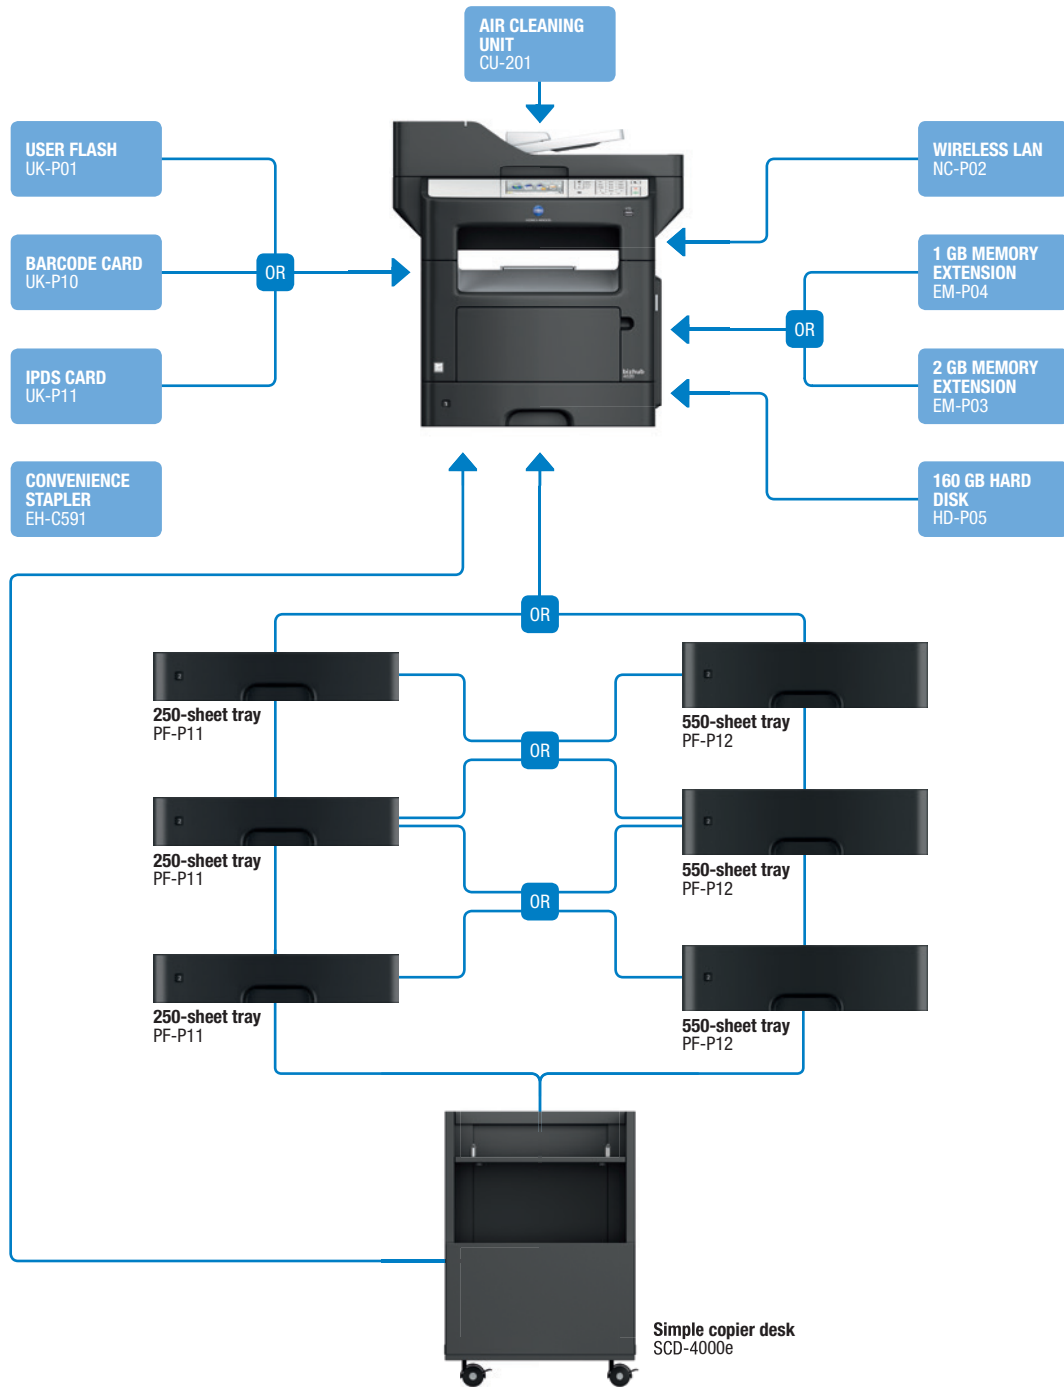 AIR CLEANING
UNIT
CU-201
USER FLASH
UK-P01
WIRELESS LAN
NC-P02
BARCODE CARD
UK-P10
OR
1 GB MEMORY
EXTENSION
EM-P04
OR
IPDS CARD
UK-P11
2 GB MEMORY
EXTENSION
EM-P03
bizhub
CONVENIENCE
STAPLER
EH-C591
160 GB HARD
DISK
HD-P05
OR
250-sheet tray
PF-P11
550-sheet tray
PF-P12
OR
250-sheet tray
PF-P11
550-sheet tray
PF-P12
OR
250-sheet tray
PF-P11
550-sheet tray
PF-P12
Simple copier desk
SCD-4000e